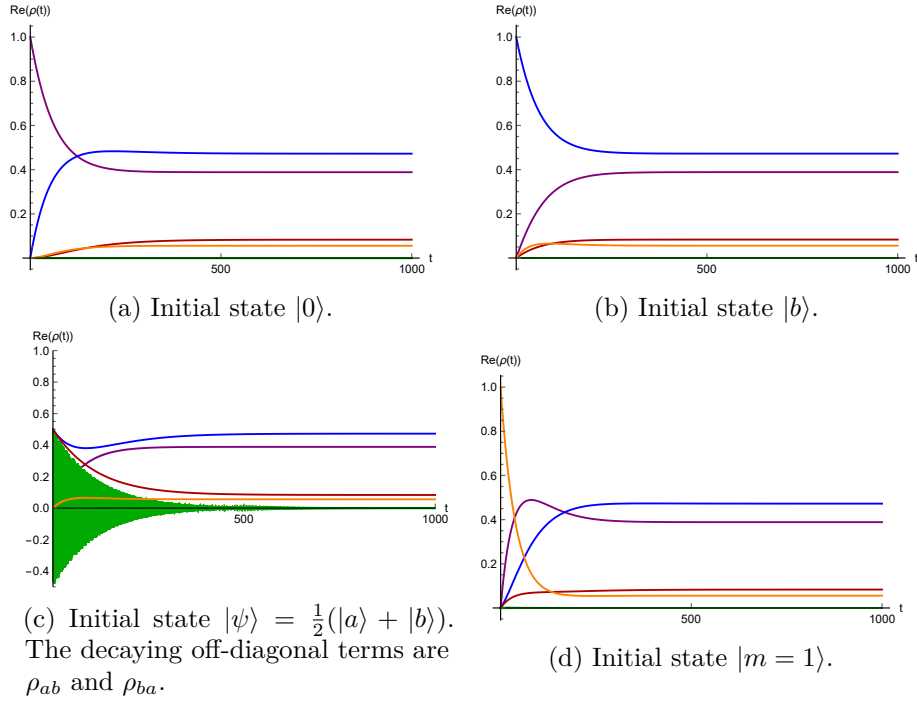 Re(ρ(t))
1.0
0.8
0.6
0.4
0.2
500
1000
t
(a) Initial state |0⟩.
Re(ρ(t))
1.0
0.8
0.6
0.4
0.2
500
1000
t
(b) Initial state |b⟩.
Re(ρ(t))
1.0
0.8
0.6
0.4
0.2
0.0
-0.2
-0.4
500
1000
t
(c) Initial state |ψ⟩ = ½(|a⟩ + |b⟩).
The decaying off-diagonal terms are
ρ_ab and ρ_ba.
Re(ρ(t))
1.0
0.8
0.6
0.4
0.2
500
1000
t
(d) Initial state |m = 1⟩.